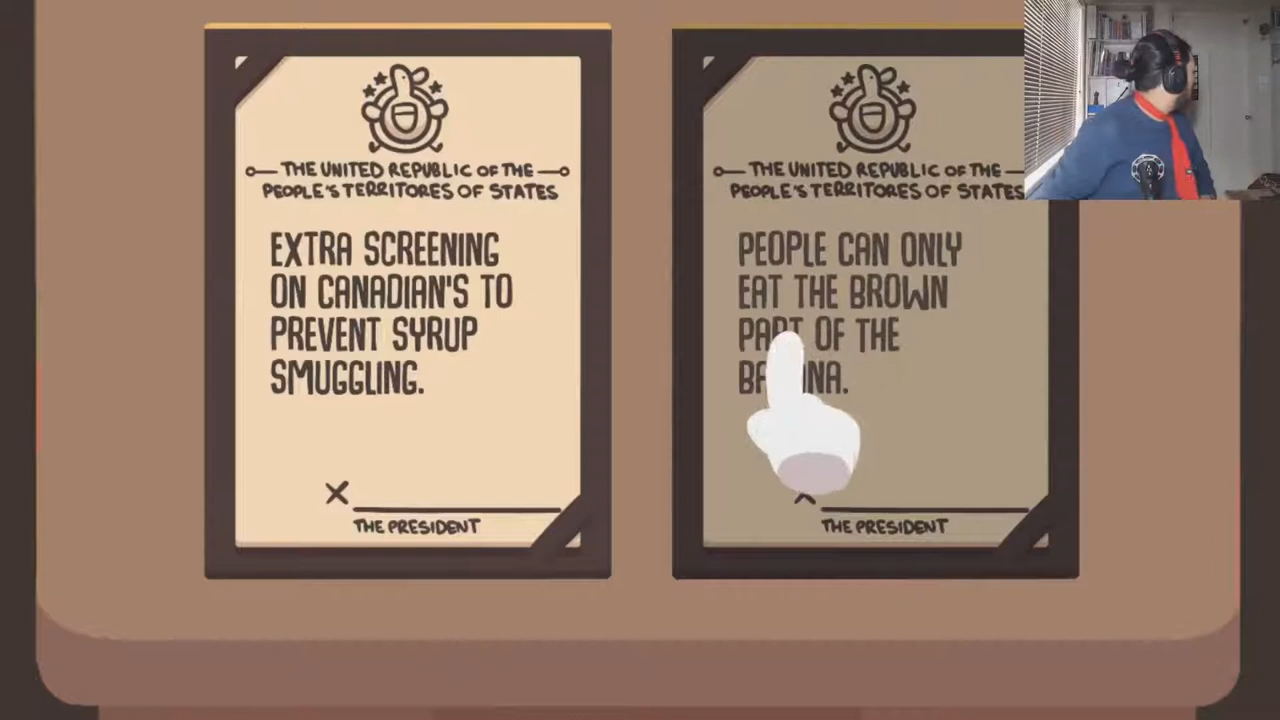 THE UNITED REPUBLIC OF THE
PEOPLE'S TERRITORES OF STATES
EXTRA SCREENING
ON CANADIAN'S TO
PREVENT SYRUP
SMUGGLING.
X
THE PRESIDENT
THE UNITED REPUBLIC OF THE
PEOPLE'S TERRITORES OF STATES
PEOPLE CAN ONLY
EAT THE BROWN
PART OF THE
BANANA.
X
THE PRESIDENT